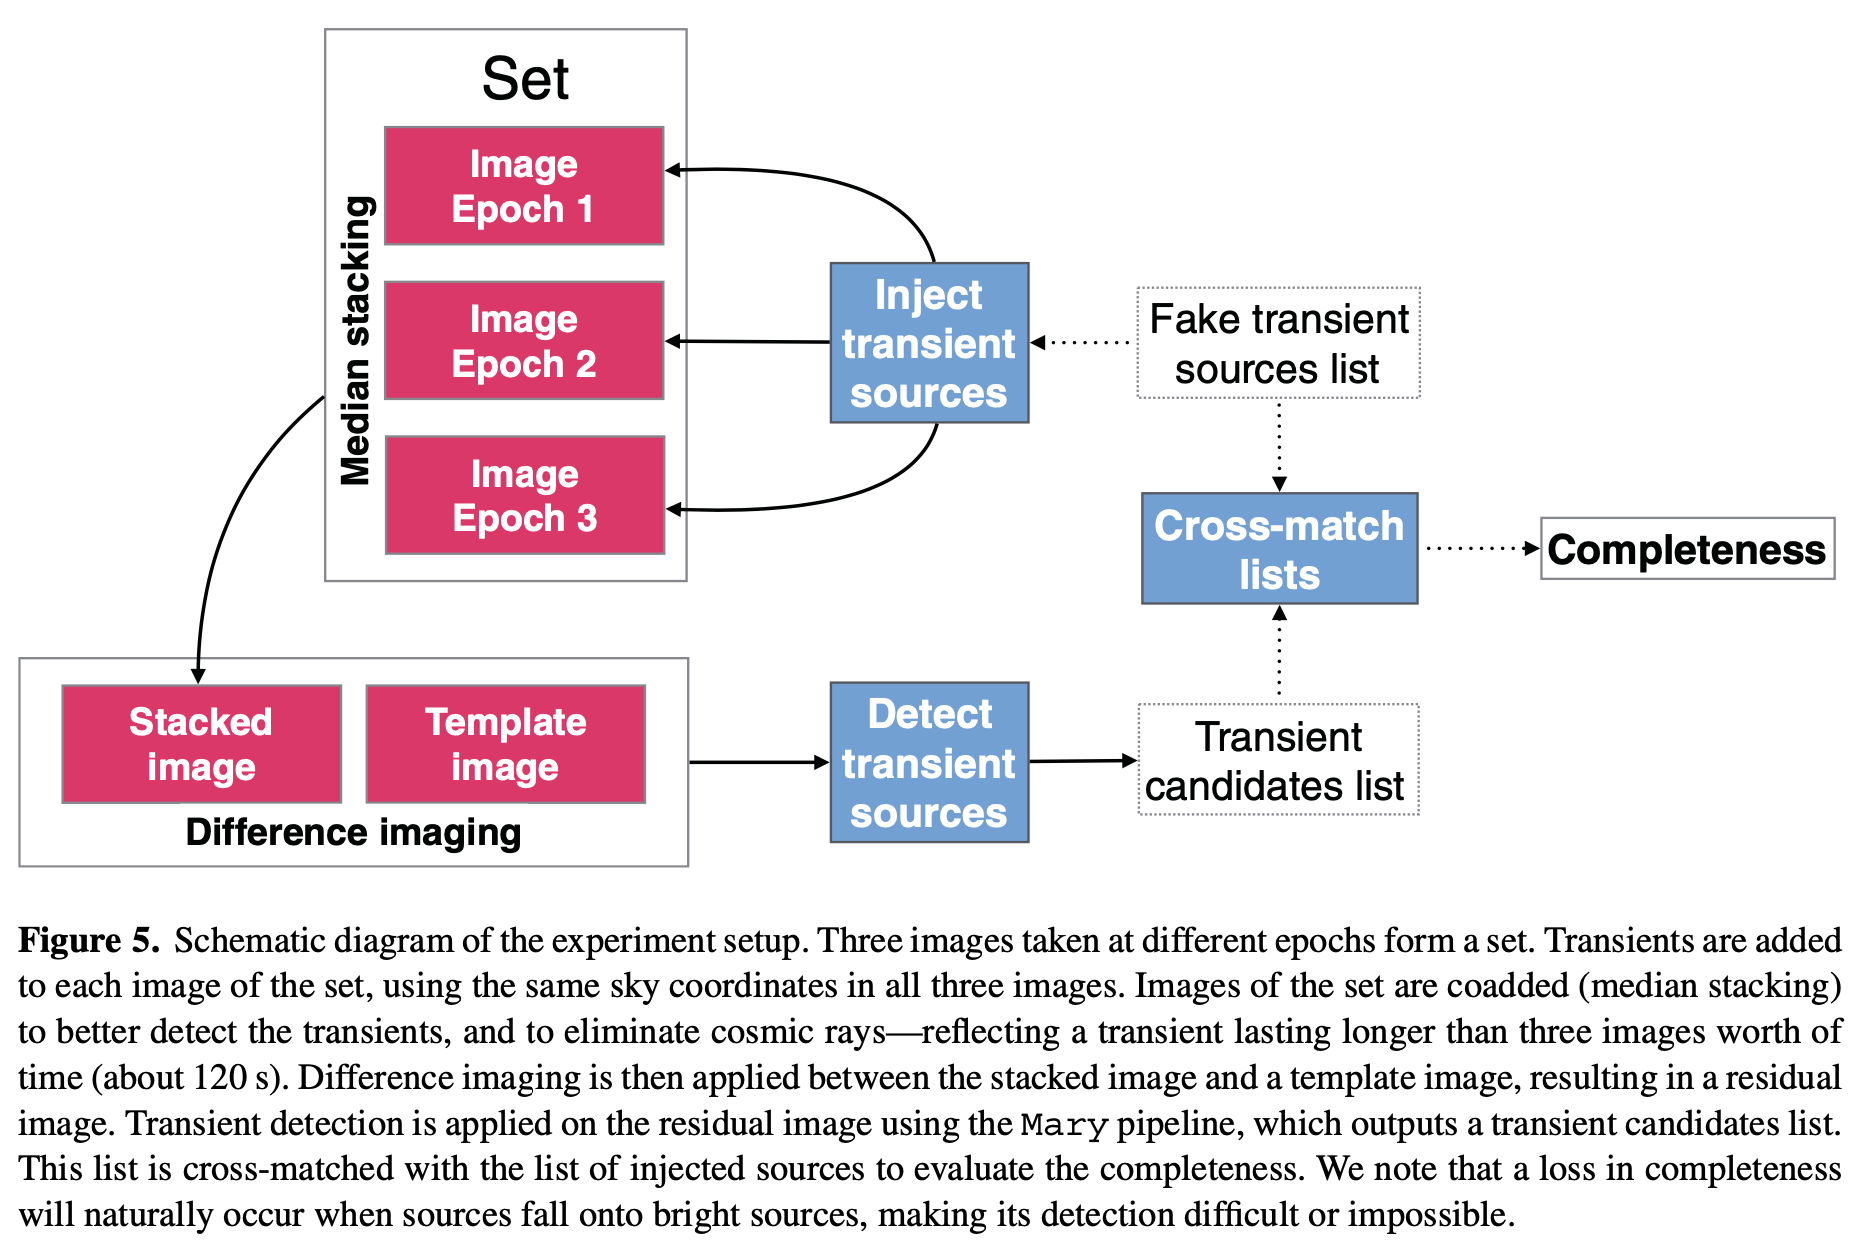 Set
Median stacking
Image
Epoch 1
Image
Epoch 2
Image
Epoch 3
Inject
transient
sources
Fake transient
sources list
Cross-match
lists
Completeness
Stacked
image
Template
image
Difference imaging
Detect
transient
sources
Transient
candidates list
Figure 5. Schematic diagram of the experiment setup. Three images taken at different epochs form a set. Transients are added
to each image of the set, using the same sky coordinates in all three images. Images of the set are coadded (median stacking)
to better detect the transients, and to eliminate cosmic rays—reflecting a transient lasting longer than three images worth of
time (about 120 s). Difference imaging is then applied between the stacked image and a template image, resulting in a residual
image. Transient detection is applied on the residual image using the Mary pipeline, which outputs a transient candidates list.
This list is cross-matched with the list of injected sources to evaluate the completeness. We note that a loss in completeness
will naturally occur when sources fall onto bright sources, making its detection difficult or impossible.